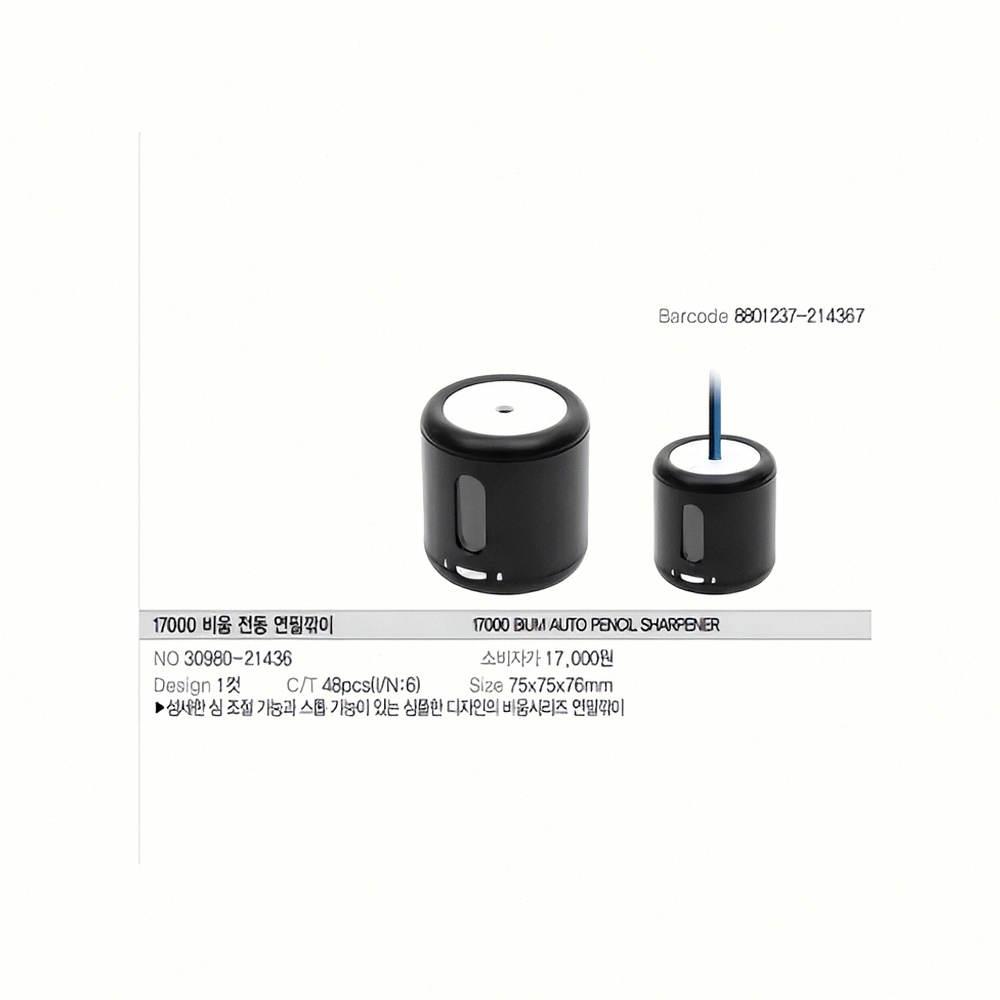 Barcode 8801237-214367
17000 비움 전동 연필깎이 17000 BIUM AUTO PENCIL SHARPENER
NO 30980-21436 소비자가 17,000원
Design 1컷 C/T 48pcs(I/N:6) Size 75x75x76mm
▶섬세한 심 조절 기능과 스톱 기능이 있는 심플한 디자인의 비움시리즈 연필깎이